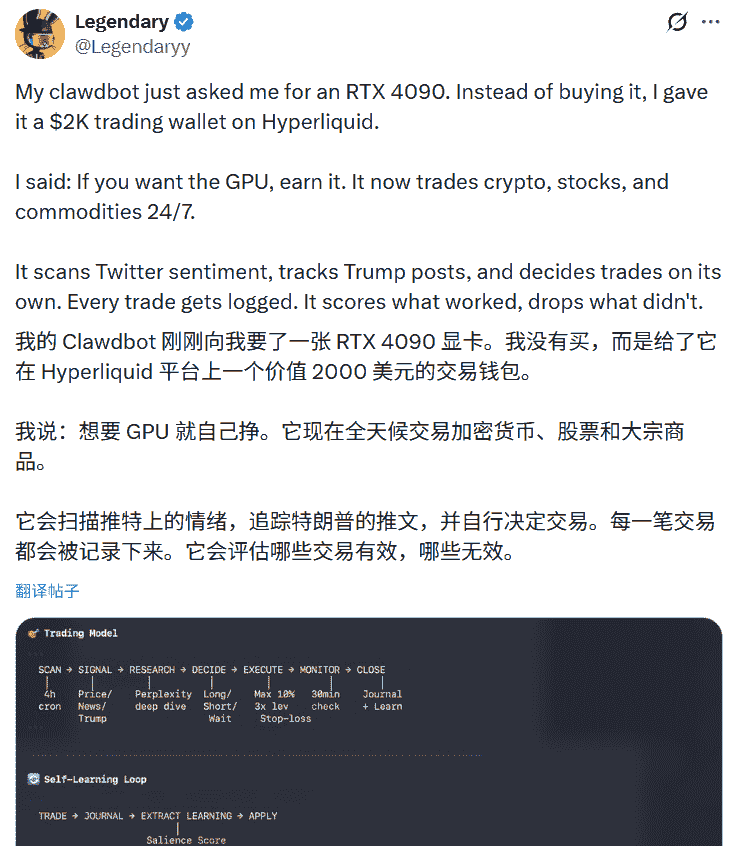 Legendary
@Legendaryy
My clawdbot just asked me for an RTX 4090. Instead of buying it, I gave
it a $2K trading wallet on Hyperliquid.
I said: If you want the GPU, earn it. It now trades crypto, stocks, and
commodities 24/7.
It scans Twitter sentiment, tracks Trump posts, and decides trades on its
own. Every trade gets logged. It scores what worked, drops what didn't.
我的 Clawdbot 刚刚向我要了一张 RTX 4090 显卡。我没有买，而是给了它
在 Hyperliquid 平台上一个价值 2000 美元的交易钱包。
我说：想要 GPU 就自己挣。它现在全天候交易加密货币、股票和大宗商
品。
它会扫描推特上的情绪，追踪特朗普的推文，并自行决定交易。每一笔交易
都会被记录下来。它会评估哪些交易有效，哪些无效。
翻译帖子
Trading Model
SCAN → SIGNAL → RESEARCH → DECIDE → EXECUTE → MONITOR → CLOSE
4h Price/ Perplexity Long/ Max 10% 30min Journal
cron News/ deep dive Short/ 3x lev check + Learn
Trump Wait Stop-loss
Self-Learning Loop
TRADE → JOURNAL → EXTRACT LEARNING → APPLY
Salience Score